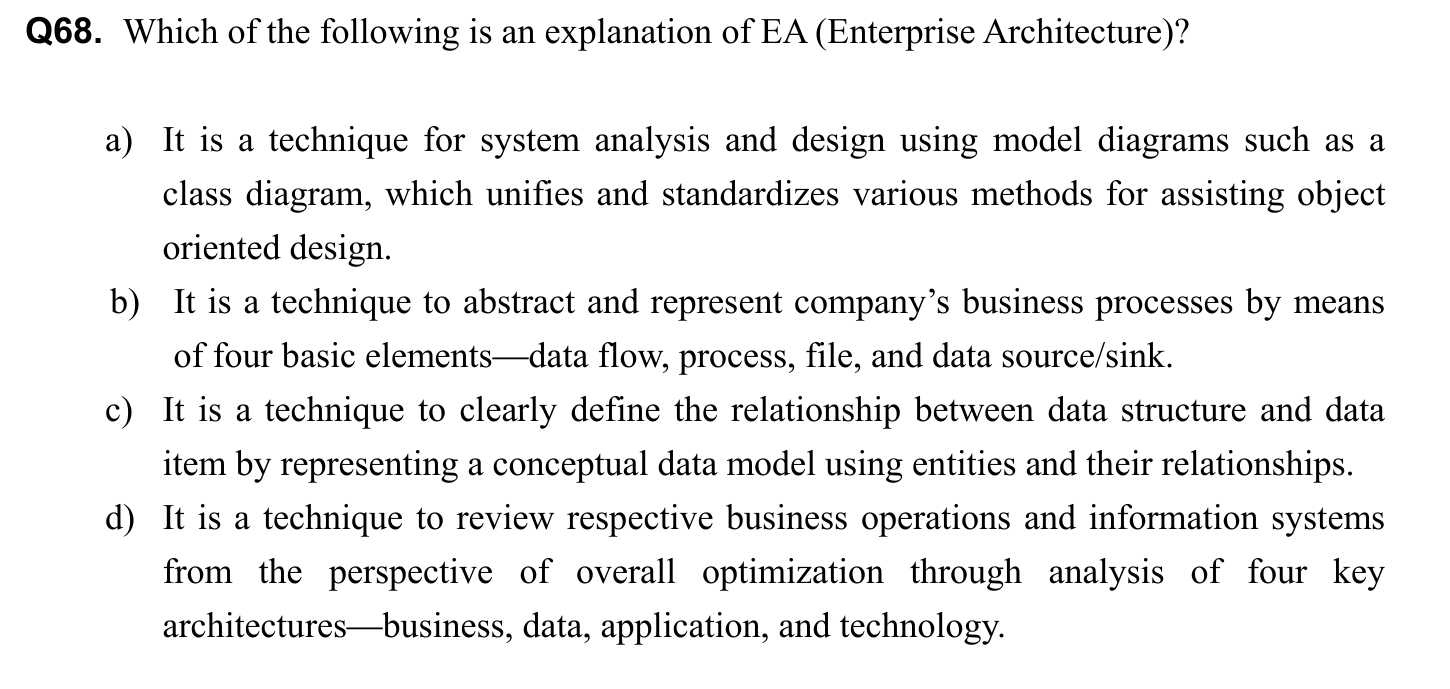 Q68. Which of the following is an explanation of EA (Enterprise Architecture)?
a) It is a technique for system analysis and design using model diagrams such as a
class diagram, which unifies and standardizes various methods for assisting object
oriented design.
b) It is a technique to abstract and represent company’s business processes by means
of four basic elements—data flow, process, file, and data source/sink.
c) It is a technique to clearly define the relationship between data structure and data
item by representing a conceptual data model using entities and their relationships.
d) It is a technique to review respective business operations and information systems
from the perspective of overall optimization through analysis of four key
architectures—business, data, application, and technology.